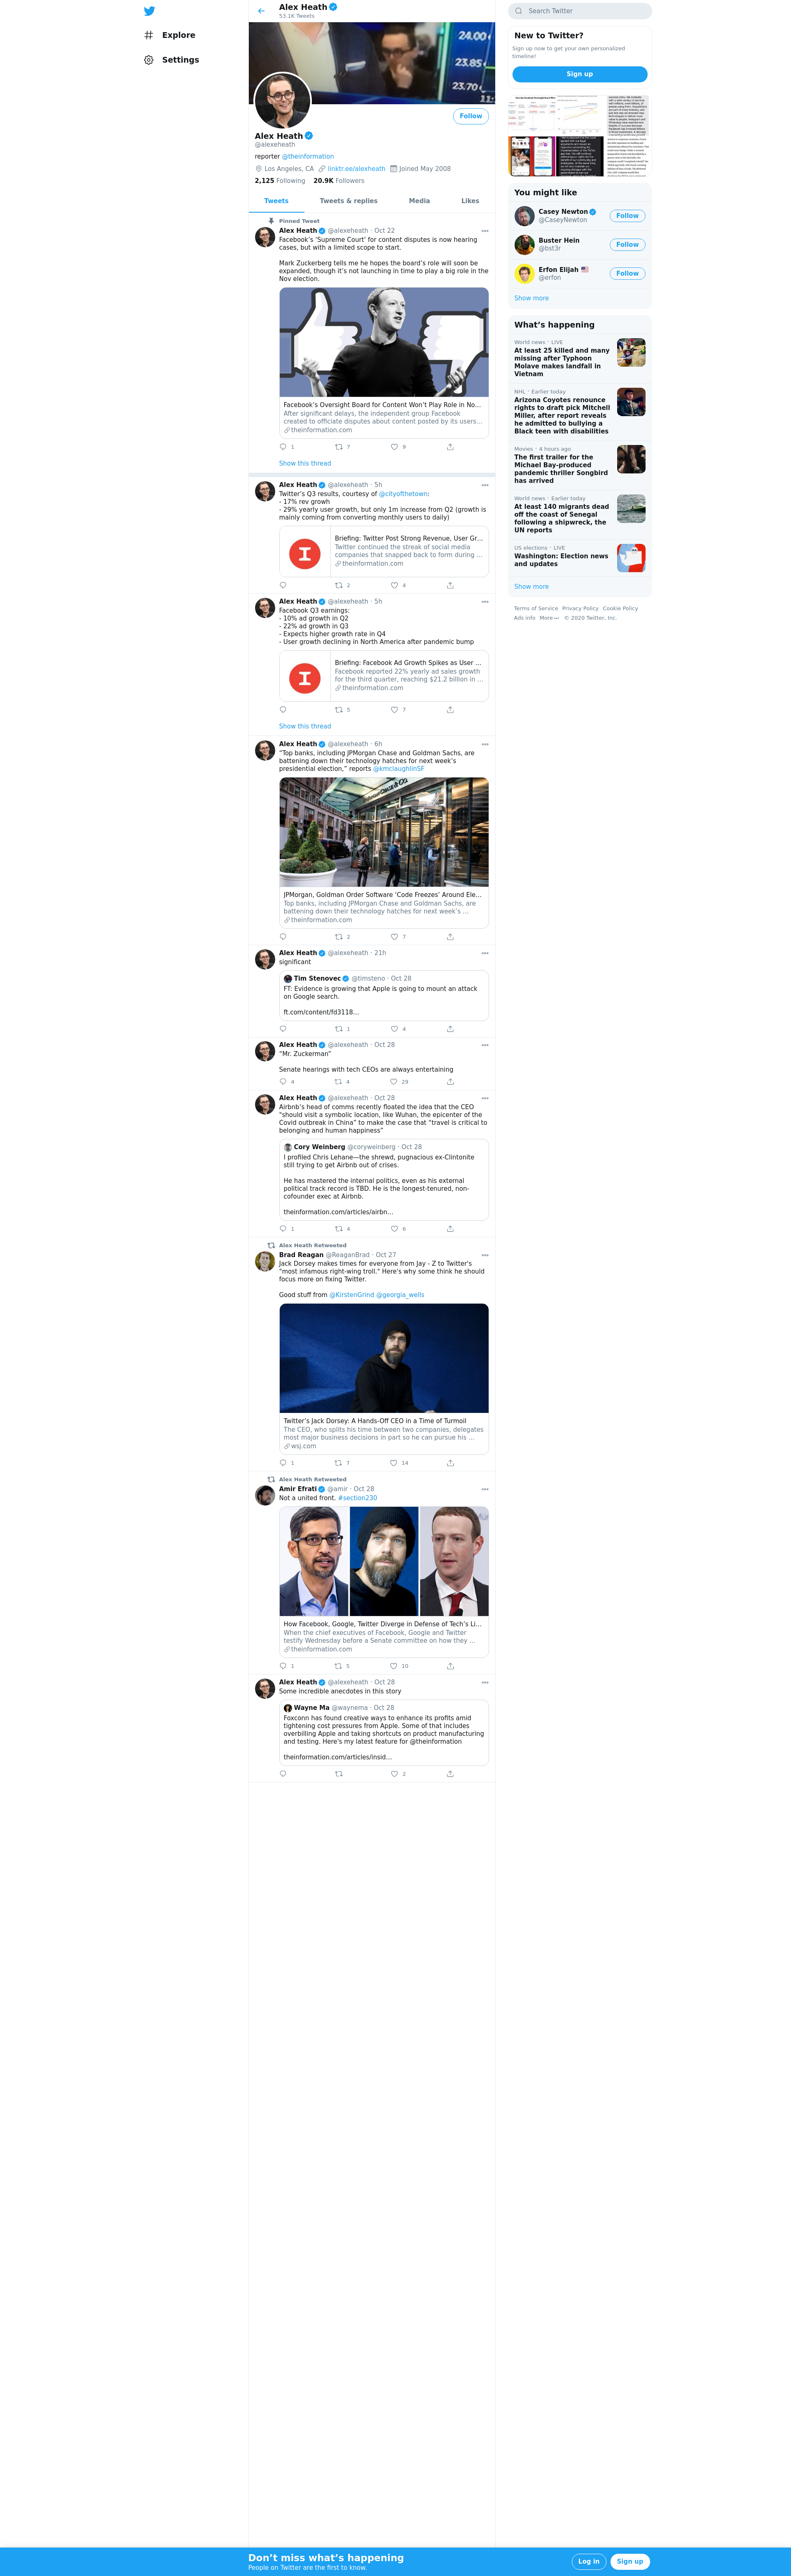 Explore
Settings
Alex Heath
53.1K Tweets
24.00
23.85
23.70
Follow
Alex Heath
@alexeheath
reporter @theinformation
Los Angeles, CA linktr.ee/alexheath Joined May 2008
2,125 Following 20.9K Followers
Tweets Tweets & replies Media Likes
Pinned Tweet
Alex Heath @alexeheath · Oct 22
Facebook's 'Supreme Court' for content disputes is now hearing
cases, but with a limited scope to start.
Mark Zuckerberg tells me he hopes the board's role will soon be
expanded, though it's not launching in time to play a big role in the
Nov election.
Facebook's Oversight Board for Content Won't Play Role in No...
After significant delays, the independent group Facebook
created to officiate disputes about content posted by its users...
theinformation.com
1 7 9
Show this thread
Alex Heath @alexeheath · 5h
Twitter's Q3 results, courtesy of @cityofthetown:
- 17% rev growh
- 29% yearly user growth, but only 1m increase from Q2 (growth is
mainly coming from converting monthly users to daily)
Briefing: Twitter Post Strong Revenue, User Gr...
Twitter continued the streak of social media
companies that snapped back to form during ...
theinformation.com
2 4
Alex Heath @alexeheath · 5h
Facebook Q3 earnings:
- 10% ad growth in Q2
- 22% ad growth in Q3
- Expects higher growth rate in Q4
- User growth declining in North America after pandemic bump
Briefing: Facebook Ad Growth Spikes as User ...
Facebook reported 22% yearly ad sales growth
for the third quarter, reaching $21.2 billion in ...
theinformation.com
5 7
Show this thread
Alex Heath @alexeheath · 6h
"Top banks, including JPMorgan Chase and Goldman Sachs, are
battening down their technology hatches for next week's
presidential election," reports @kmclaughlinSF
JPMorgan, Goldman Order Software 'Code Freezes' Around Ele...
Top banks, including JPMorgan Chase and Goldman Sachs, are
battening down their technology hatches for next week's ...
theinformation.com
2 7
Alex Heath @alexeheath · 21h
significant
Tim Stenovec @timsteno · Oct 28
FT: Evidence is growing that Apple is going to mount an attack
on Google search.
ft.com/content/fd3118...
1 4
Alex Heath @alexeheath · Oct 28
"Mr. Zuckerman"
Senate hearings with tech CEOs are always entertaining
4 4 29
Alex Heath @alexeheath · Oct 28
Airbnb's head of comms recently floated the idea that the CEO
"should visit a symbolic location, like Wuhan, the epicenter of the
Covid outbreak in China" to make the case that "travel is critical to
belonging and human happiness"
Cory Weinberg @coryweinberg · Oct 28
I profiled Chris Lehane—the shrewd, pugnacious ex-Clintonite
still trying to get Airbnb out of crises.
He has mastered the internal politics, even as his external
political track record is TBD. He is the longest-tenured, non-
cofounder exec at Airbnb.
theinformation.com/articles/airbn...
1 4 6
Alex Heath Retweeted
Brad Reagan @ReaganBrad · Oct 27
Jack Dorsey makes times for everyone from Jay - Z to Twitter's
"most infamous right-wing troll." Here's why some think he should
focus more on fixing Twitter.
Good stuff from @KirstenGrind @georgia_wells
Twitter's Jack Dorsey: A Hands-Off CEO in a Time of Turmoil
The CEO, who splits his time between two companies, delegates
most major business decisions in part so he can pursue his ...
wsj.com
1 7 14
Alex Heath Retweeted
Amir Efrati @amir · Oct 28
Not a united front. #section230
How Facebook, Google, Twitter Diverge in Defense of Tech's Li...
When the chief executives of Facebook, Google and Twitter
testify Wednesday before a Senate committee on how they ...
theinformation.com
1 5 10
Alex Heath @alexeheath · Oct 28
Some incredible anecdotes in this story
Wayne Ma @waynema · Oct 28
Foxconn has found creative ways to enhance its profits amid
tightening cost pressures from Apple. Some of that includes
overbilling Apple and taking shortcuts on product manufacturing
and testing. Here's my latest feature for @theinformation
theinformation.com/articles/insid...
2
Search Twitter
New to Twitter?
Sign up now to get your own personalized
timeline!
Sign up
You might like
Casey Newton
@CaseyNewton
Follow
Buster Hein
@bst3r
Follow
Erfon Elijah
@erfon
Follow
Show more
What's happening
World news · LIVE
At least 25 killed and many
missing after Typhoon
Molave makes landfall in
Vietnam
NHL · Earlier today
Arizona Coyotes renounce
rights to draft pick Mitchell
Miller, after report reveals
he admitted to bullying a
Black teen with disabilities
Movies · 4 hours ago
The first trailer for the
Michael Bay-produced
pandemic thriller Songbird
has arrived
World news · Earlier today
At least 140 migrants dead
off the coast of Senegal
following a shipwreck, the
UN reports
US elections · LIVE
Washington: Election news
and updates
Show more
Terms of Service Privacy Policy Cookie Policy
Ads info More ••• © 2020 Twitter, Inc.
Don't miss what's happening
People on Twitter are the first to know.
Log in
Sign up